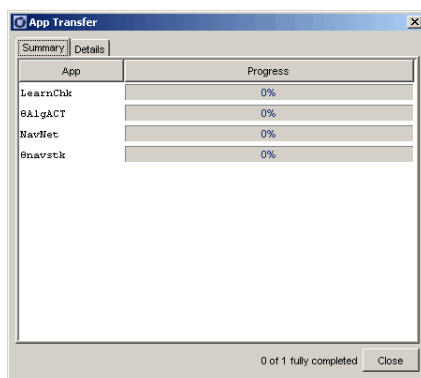 App Transfer
Summary Details
App Progress
LearnChk 0%
θAlgACT 0%
NavNet 0%
θnavstk 0%
0 of 1 fully completed Close